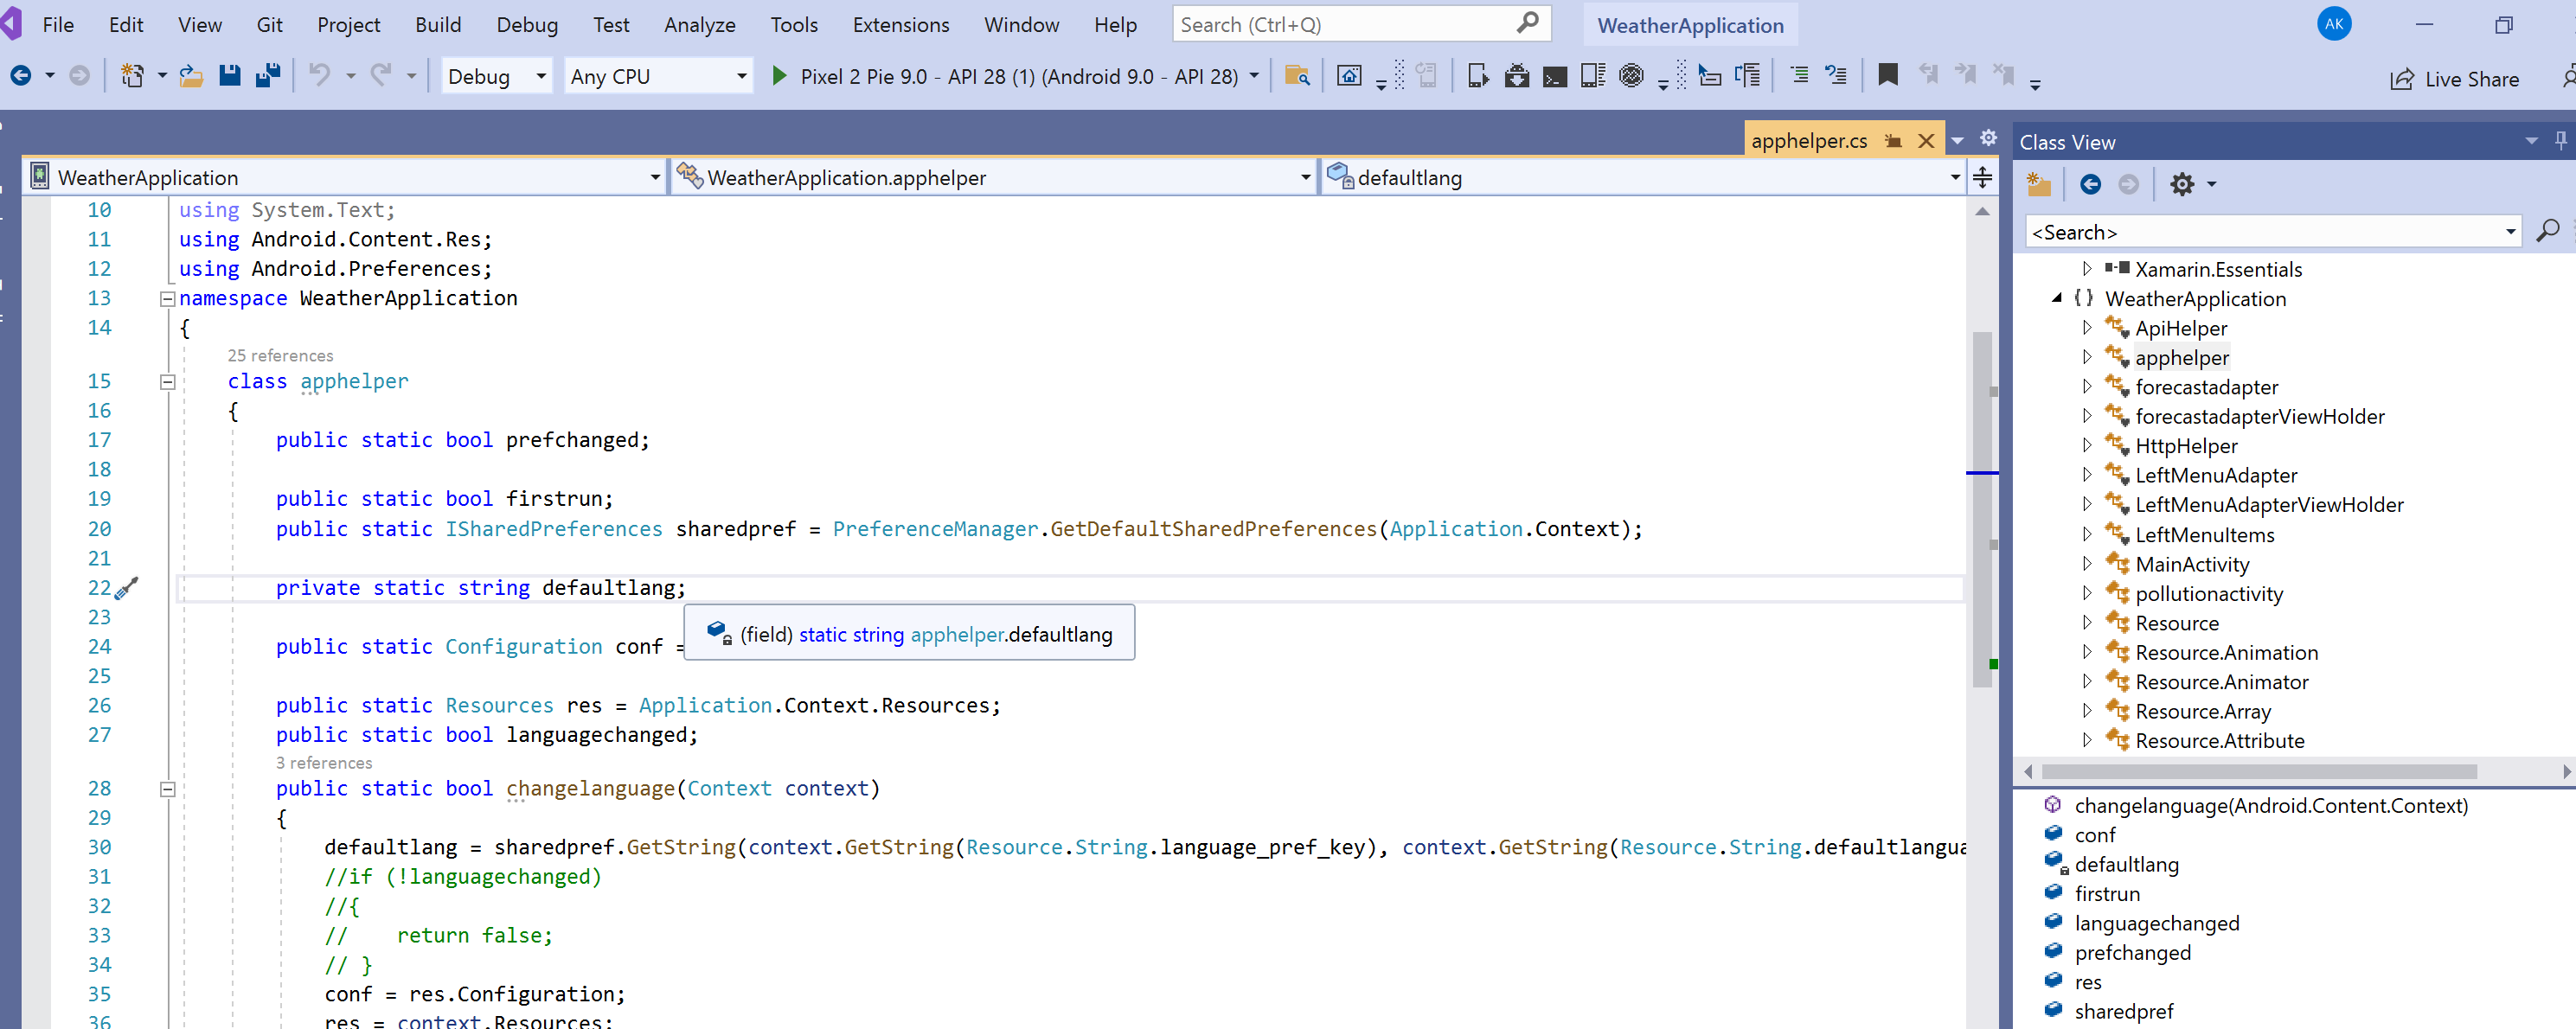 File Edit View Git Project Build Debug Test Analyze Tools Extensions Window Help Search (Ctrl+Q) WeatherApplication AK
Debug Any CPU Pixel 2 Pie 9.0 - API 28 (1) (Android 9.0 - API 28) Live Share
apphelper.cs
WeatherApplication WeatherApplication.apphelper defaultlang
10 using System.Text;
11 using Android.Content.Res;
12 using Android.Preferences;
13 namespace WeatherApplication
14 {
25 references
15 class apphelper
16 {
17 public static bool prefchanged;
18
19 public static bool firstrun;
20 public static ISharedPreferences sharedpref = PreferenceManager.GetDefaultSharedPreferences(Application.Context);
21
22 private static string defaultlang;
23
(field) static string apphelper.defaultlang
24 public static Configuration conf =
25
26 public static Resources res = Application.Context.Resources;
27 public static bool languagechanged;
3 references
28 public static bool changelanguage(Context context)
29 {
30 defaultlang = sharedpref.GetString(context.GetString(Resource.String.language_pref_key), context.GetString(Resource.String.defaultlangua
31 //if (!languagechanged)
32 //{
33 // return false;
34 // }
35 conf = res.Configuration;
36 res = context.Resources;
Class View
<Search>
Xamarin.Essentials
{ } WeatherApplication
ApiHelper
apphelper
forecastadapter
forecastadapterViewHolder
HttpHelper
LeftMenuAdapter
LeftMenuAdapterViewHolder
LeftMenuItems
MainActivity
pollutionactivity
Resource
Resource.Animation
Resource.Animator
Resource.Array
Resource.Attribute
changelanguage(Android.Content.Context)
conf
defaultlang
firstrun
languagechanged
prefchanged
res
sharedpref